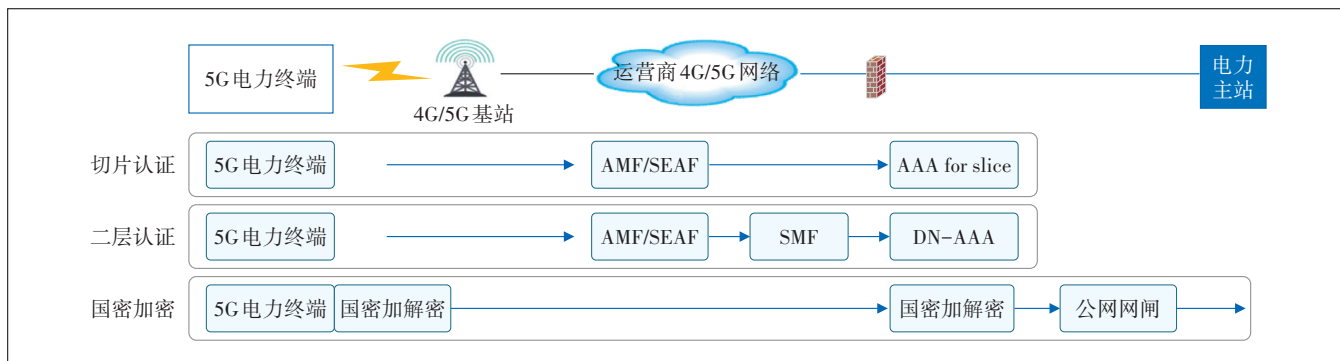 5G电力终端
4G/5G基站
运营商4G/5G网络
电力
主站
切片认证
5G电力终端
AMF/SEAF
AAA for slice
二层认证
5G电力终端
AMF/SEAF
SMF
DN-AAA
国密加密
5G电力终端
国密加解密
国密加解密
公网网闸